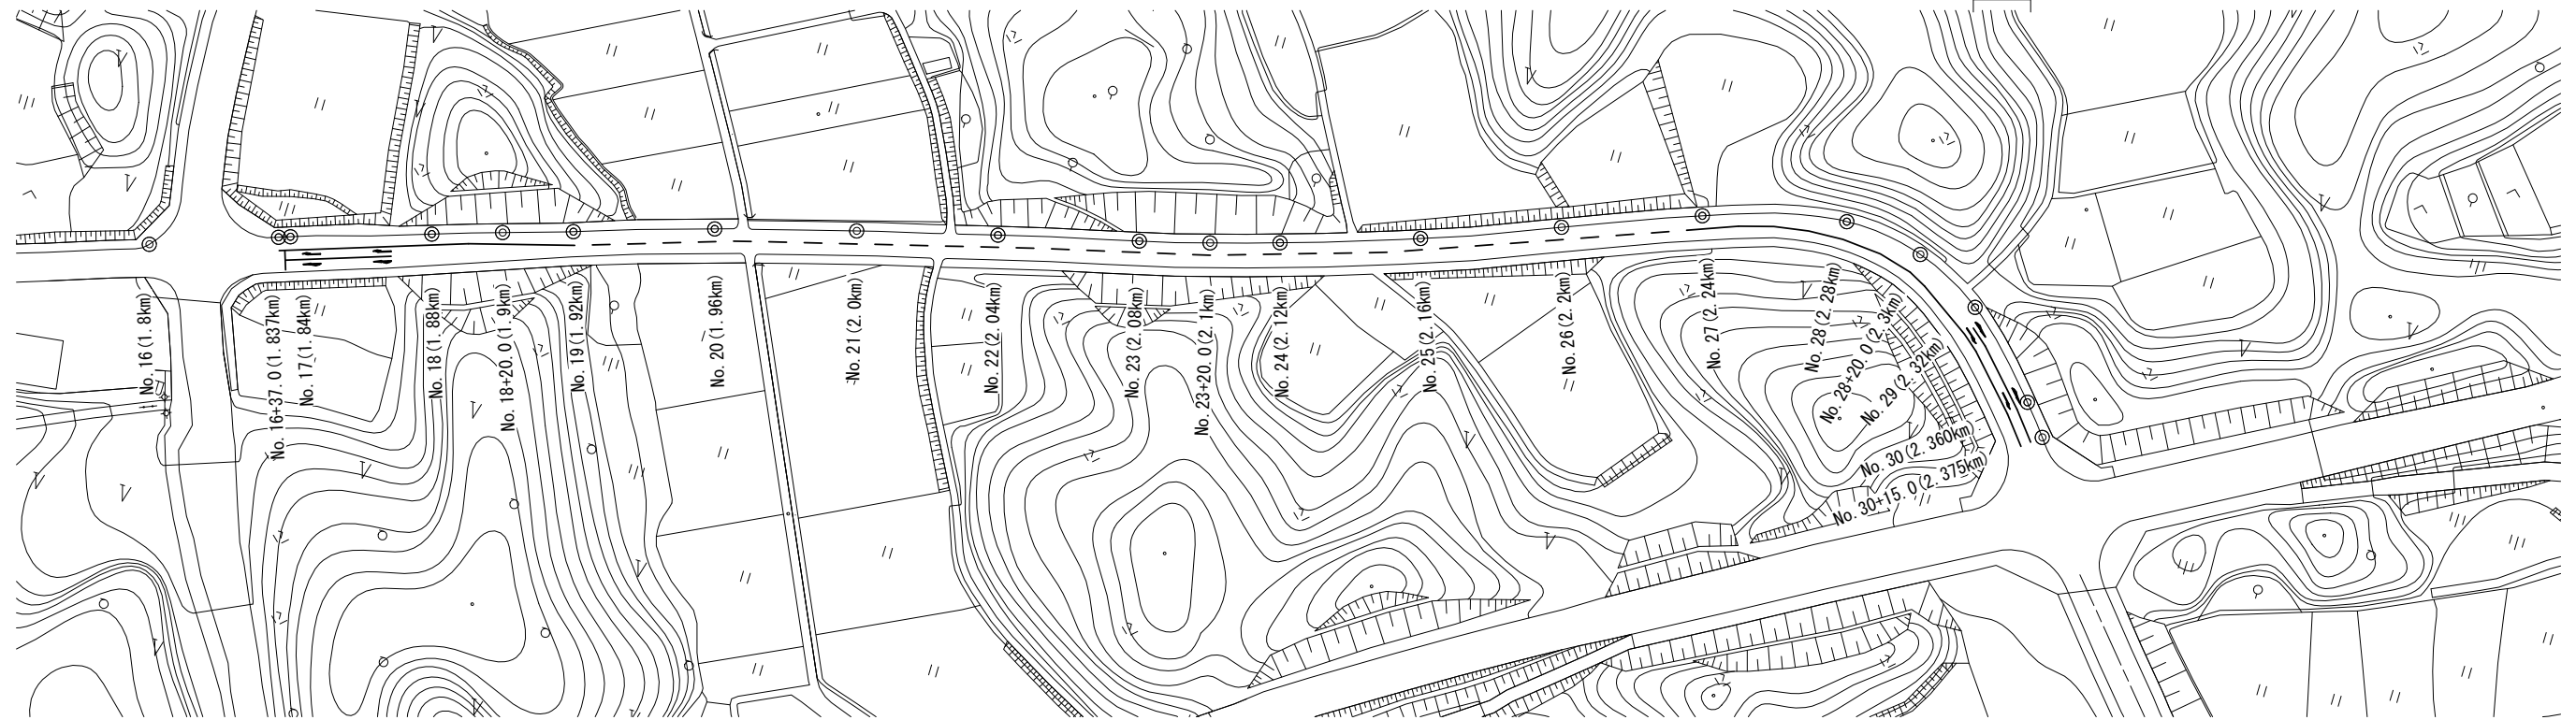 No. 16 (1. 8km)
No. 16+37. 0 (1. 837km)
No. 17 (1. 84km)
No. 18 (1. 88km)
No. 18+20. 0 (1. 9km)
No. 19 (1. 92km)
No. 20 (1. 96km)
No. 21 (2. 0km)
No. 22 (2. 04km)
No. 23 (2. 08km)
No. 23+20. 0 (2. 1km)
No. 24 (2. 12km)
No. 25 (2. 16km)
No. 26 (2. 2km)
No. 27 (2. 24km)
No. 28 (2. 28km)
No. 28+20. 0 (2. 3km)
No. 29 (2. 32km)
No. 30 (2. 360km)
No. 30+15. 0 (2. 375km)